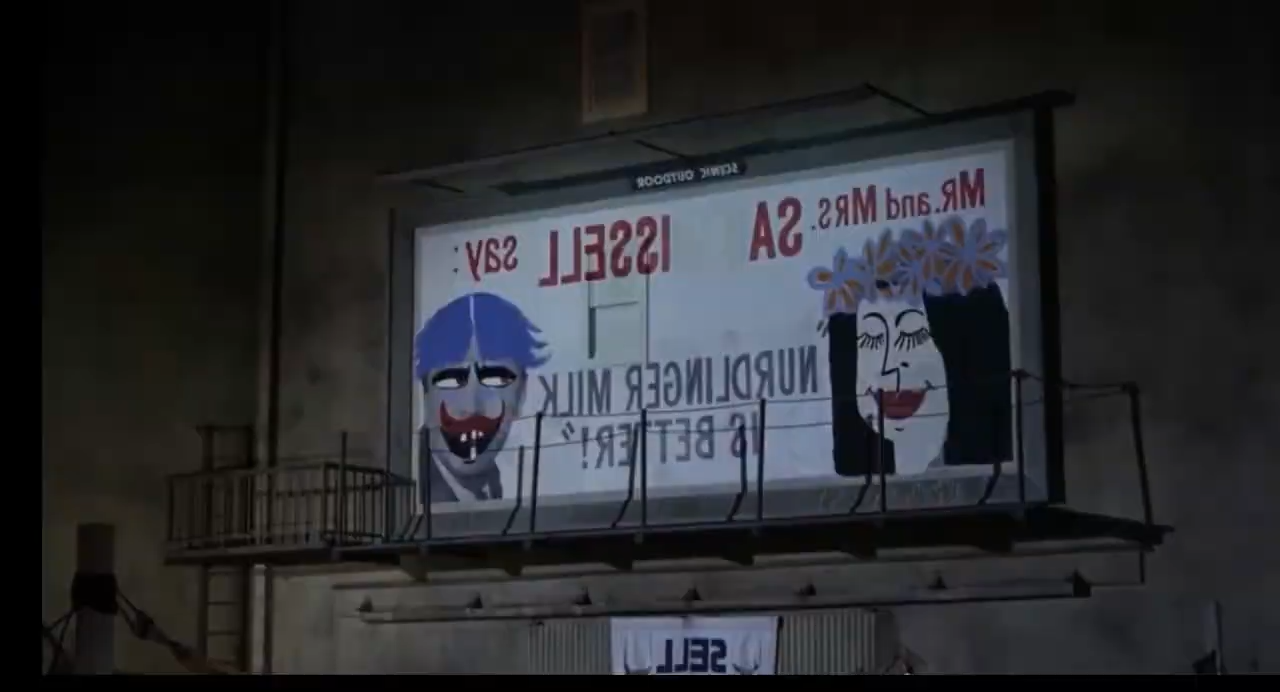 SCENIC OUTDOOR
MR. and MRS. SA ISSELL say:
NURDLINGER MILK
IS BETTER!"
SELL